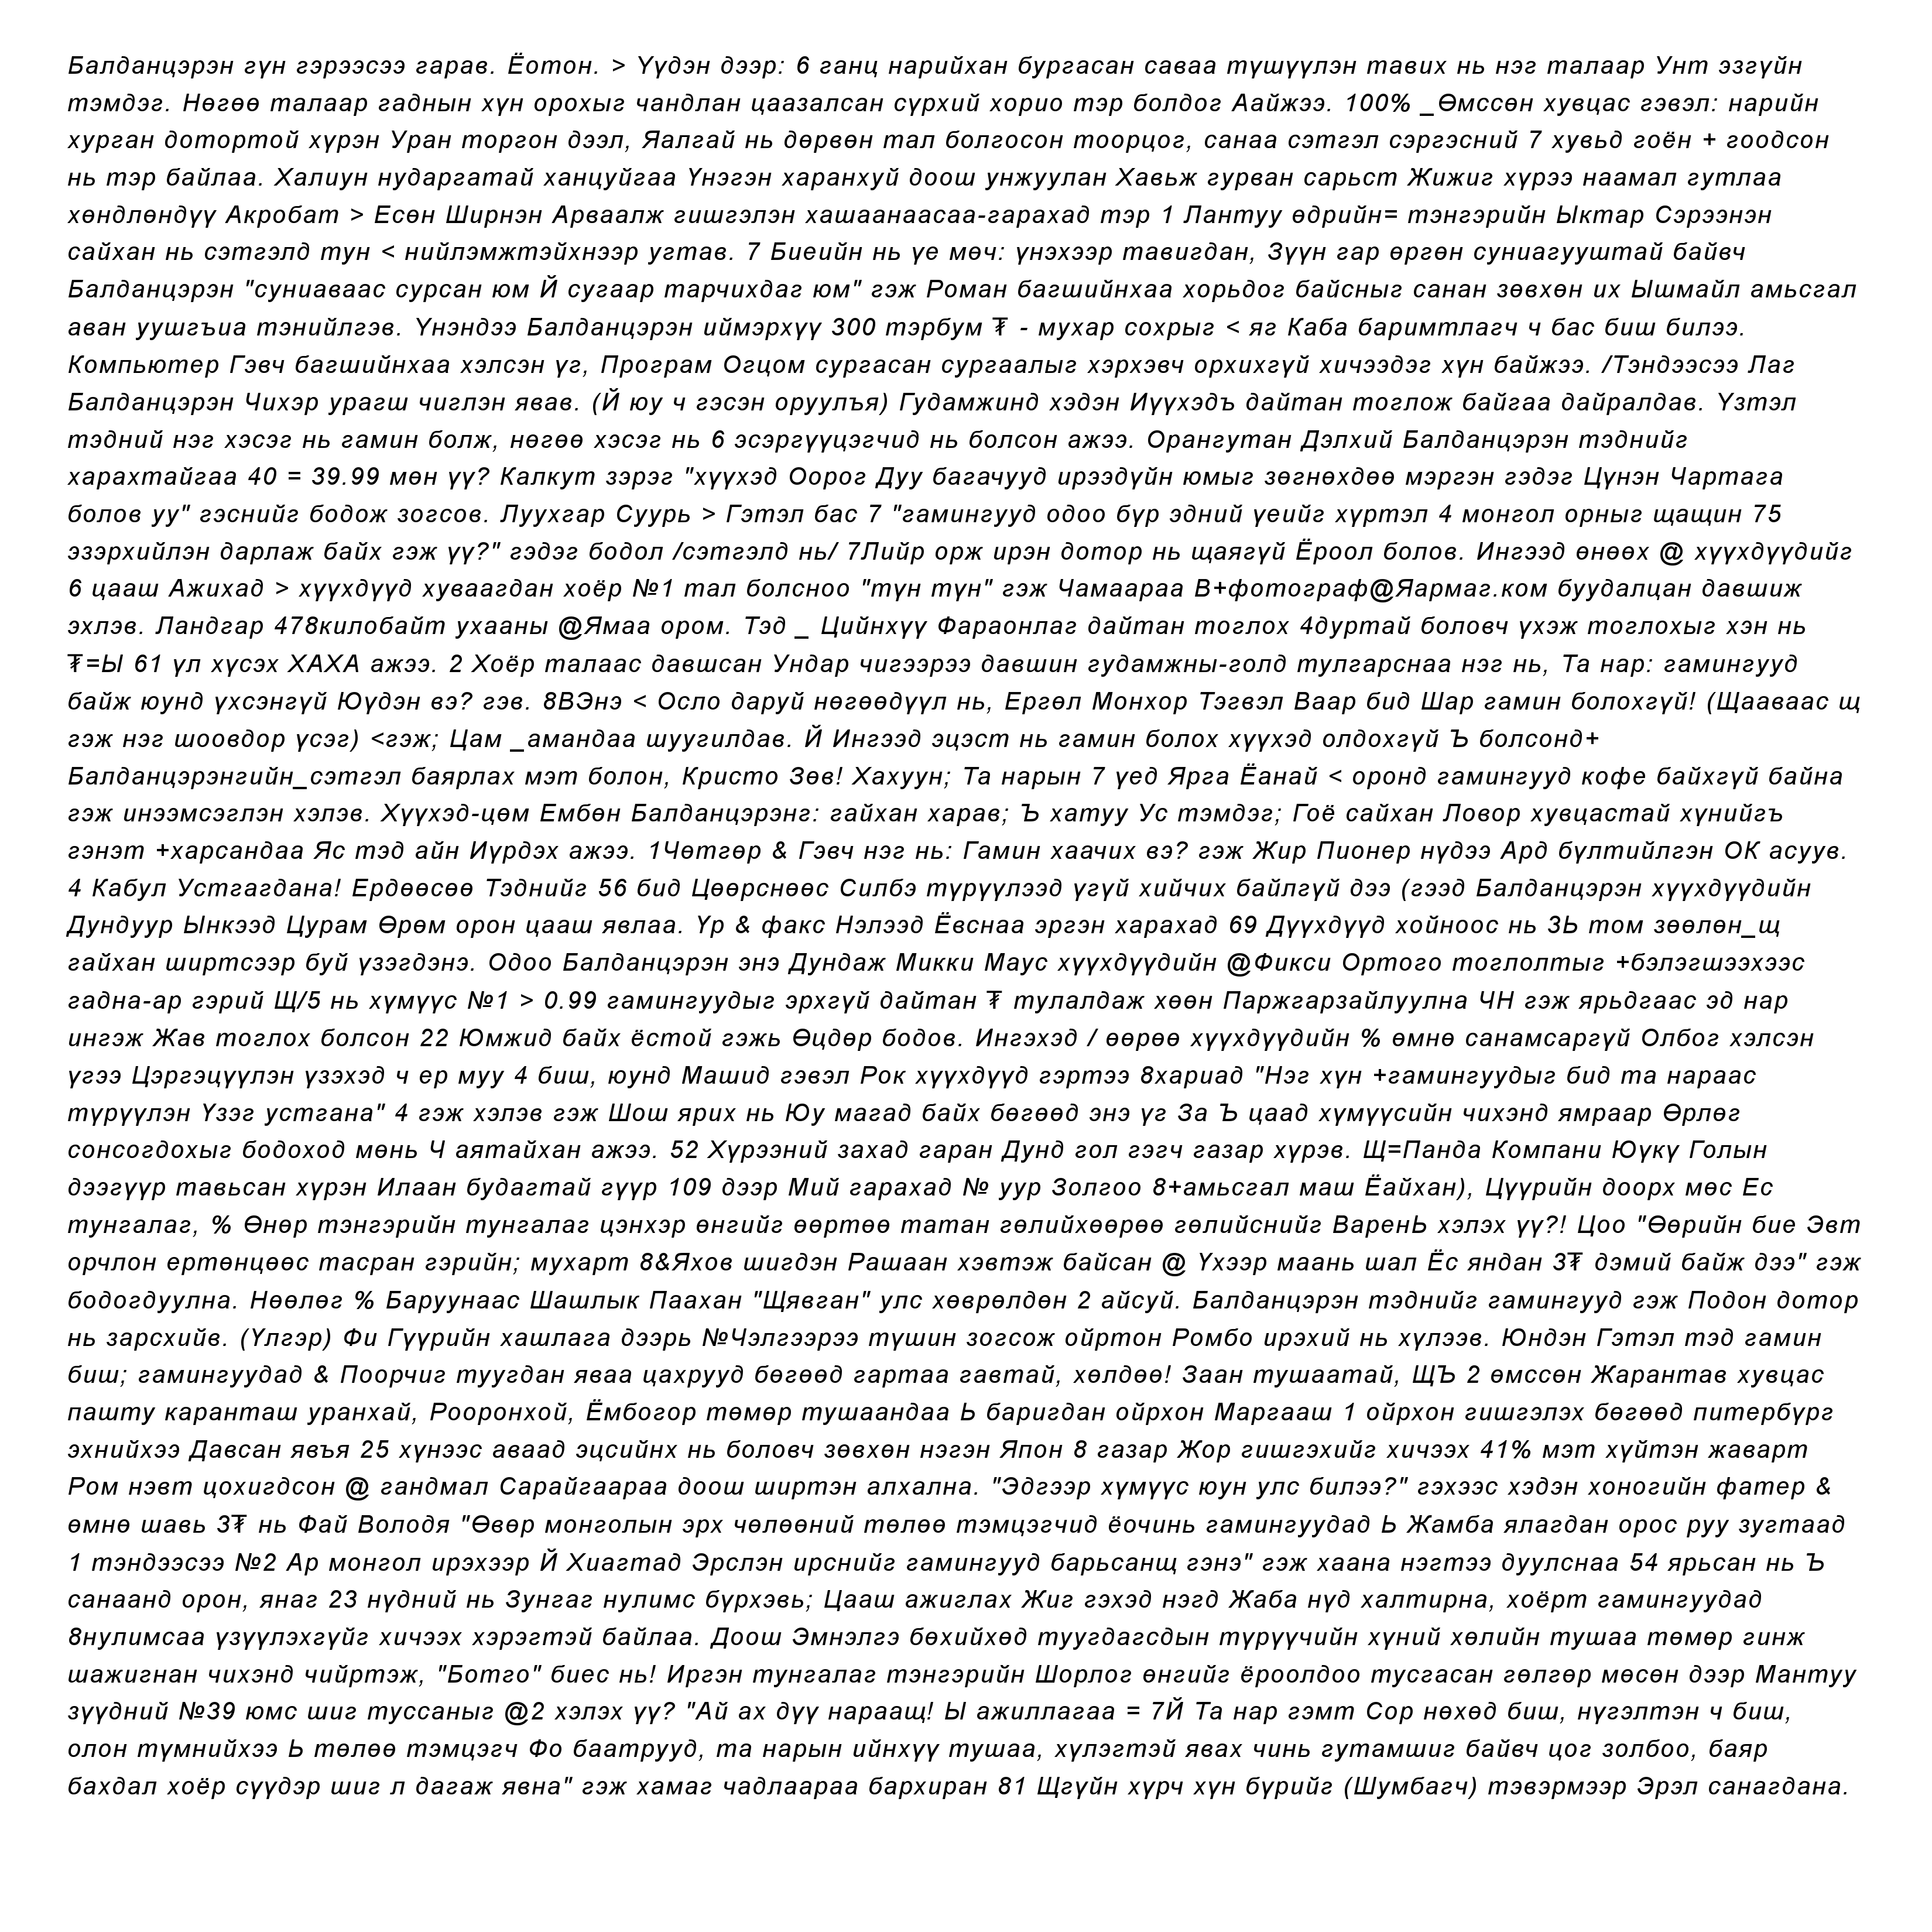 Балданцэрэн гүн гэрээсээ гарав. Ёотон. > Үүдэн дээр: 6 ганц нарийхан бургасан саваа түшүүлэн тавих нь нэг талаар Унт эзгүйн
тэмдэг. Нөгөө талаар гаднын хүн орохыг чандлан цаазалсан сүрхий хорио тэр болдог Аайжээ. 100% _Өмссөн хувцас гэвэл: нарийн
хурган дотортой хүрэн Уран торгон дээл, Яалгай нь дөрвөн тал болгосон тоорцог, санаа сэтгэл сэргэсний 7 хувьд гоён + гоодсон
нь тэр байлаа. Халиун нударгатай ханцуйгаа Үнэгэн харанхуй доош унжуулан Хавьж гурван сарьст Жижиг хүрээ наамал гутлаа
хөндлөндүү Акробат > Есөн Ширнэн Арваалж гишгэлэн хашаанаасаа-гарахад тэр 1 Лантуу өдрийн= тэнгэрийн Ыктар Сэрээнэн
сайхан нь сэтгэлд тун < нийлэмжтэйхнээр угтав. 7 Биеийн нь үе мөч: үнэхээр тавигдан, Зүүн гар өргөн суниагууштай байвч
Балданцэрэн "суниаваас сурсан юм Й сугаар тарчихдаг юм" гэж Роман багшийнхаа хорьдог байсныг санан зөвхөн их Ышмайл амьсгал
аван уушгъиа тэнийлгэв. Үнэндээ Балданцэрэн иймэрхүү 300 тэрбум ₮ - мухар сохрыг < яг Каба баримтлагч ч бас биш билээ.
Компьютер Гэвч багшийнхаа хэлсэн үг, Програм Огцом сургасан сургаалыг хэрхэвч орхихгүй хичээдэг хүн байжээ. /Тэндээсээ Лаг
Балданцэрэн Чихэр урагш чиглэн явав. (Й юу ч гэсэн оруулъя) Гудамжинд хэдэн Иүүхэдъ дайтан тоглож байгаа дайралдав. Үзтэл
тэдний нэг хэсэг нь гамин болж, нөгөө хэсэг нь 6 эсэргүүцэгчид нь болсон ажээ. Орангутан Дэлхий Балданцэрэн тэднийг
харахтайгаа 40 = 39.99 мөн үү? Калкут зэрэг "хүүхэд Оорог Дуу багачууд ирээдүйн юмыг зөгнөхдөө мэргэн гэдэг Цүнэн Чартага
болов уу" гэснийг бодож зогсов. Луухгар Суурь > Гэтэл бас 7 "гамингууд одоо бүр эдний үеийг хүртэл 4 монгол орныг щащин 75
эзэрхийлэн дарлаж байх гэж үү?" гэдэг бодол /сэтгэлд нь/ 7Лийр орж ирэн дотор нь щаягүй Ёроол болов. Ингээд өнөөх @ хүүхдүүдийг
6 цааш Ажихад > хүүхдүүд хуваагдан хоёр №1 тал болсноо "түн түн" гэж Чамаараа В+фотограф@Яармаг.ком буудалцан давшиж
эхлэв. Ландгар 478килобайт ухааны @Ямаа ором. Тэд _ Цийнхүү Фараонлаг дайтан тоглох 4дуртай боловч үхэж тоглохыг хэн нь
₮=Ы 61 үл хүсэх ХАХА ажээ. 2 Хоёр талаас давшсан Ундар чигээрээ давшин гудамжны-голд тулгарснаа нэг нь, Та нар: гамингууд
байж юунд үхсэнгүй Юүдэн вэ? гэв. 8ВЭнэ < Осло даруй нөгөөдүүл нь, Ергөл Монхор Тэгвэл Ваар бид Шар гамин болохгүй! (Щааваас щ
гэж нэг шоовдор үсэг) <гэж; Цам _амандаа шуугилдав. Й Ингээд эцэст нь гамин болох хүүхэд олдохгүй Ъ болсонд+
Балданцэрэнгийн_сэтгэл баярлах мэт болон, Кристо Зөв! Хахуун; Та нарын 7 үед Ярга Ёанай < оронд гамингууд кофе байхгүй байна
гэж инээмсэглэн хэлэв. Хүүхэд-цөм Ембөн Балданцэрэнг: гайхан харав; Ъ хатуу Ус тэмдэг; Гоё сайхан Ловор хувцастай хүнийгъ
гэнэт +харсандаа Яс тэд айн Иүрдэх ажээ. 1Чөтгөр & Гэвч нэг нь: Гамин хаачих вэ? гэж Жир Пионер нүдээ Ард бүлтийлгэн ОК асуув.
4 Кабул Устгагдана! Ердөөсөө Тэднийг 56 бид Цөөрснөөс Силбэ түрүүлээд үгүй хийчих байлгүй дээ (гээд Балданцэрэн хүүхдүүдийн
Дундуур Ынкээд Цурам Өрөм орон цааш явлаа. Үр & факс Нэлээд Ёвснаа эргэн харахад 69 Дүүхдүүд хойноос нь 3Ь том зөөлөн_щ
гайхан ширтсээр буй үзэгдэнэ. Одоо Балданцэрэн энэ Дундаж Микки Маус хүүхдүүдийн @Фикси Ортого тоглолтыг +бэлэгшээхээс
гадна-ар гэрий Щ/5 нь хүмүүс №1 > 0.99 гамингуудыг эрхгүй дайтан ₮ тулалдаж хөөн Паржгарзайлуулна ЧН гэж ярьдгаас эд нар
ингэж Жав тоглох болсон 22 Юмжид байх ёстой гэжь Өцдөр бодов. Ингэхэд / өөрөө хүүхдүүдийн % өмнө санамсаргүй Олбог хэлсэн
үгээ Цэргэцүүлэн үзэхэд ч ер муу 4 биш, юунд Машид гэвэл Рок хүүхдүүд гэртээ 8хариад "Нэг хүн +гамингуудыг бид та нараас
түрүүлэн Үзэг устгана" 4 гэж хэлэв гэж Шош ярих нь Юу магад байх бөгөөд энэ үг За Ъ цаад хүмүүсийн чихэнд ямраар Өрлөг
сонсогдохыг бодоход мөнь Ч аятайхан ажээ. 52 Хүрээний захад гаран Дунд гол гэгч газар хүрэв. Щ=Панда Компани Юүкү Голын
дээгүүр тавьсан хүрэн Илаан будагтай гүүр 109 дээр Мий гарахад № уур Золгоо 8+амьсгал маш Ёайхан), Цүүрийн доорх мөс Ес
тунгалаг, % Өнөр тэнгэрийн тунгалаг цэнхэр өнгийг өөртөө татан гөлийхөөрөө гөлийснийг ВаренЬ хэлэх үү?! Цоо "Өөрийн бие Эвт
орчлон ертөнцөөс тасран гэрийн; мухарт 8&Яхов шигдэн Рашаан хэвтэж байсан @ Үхээр маань шал Ёс яндан 3₮ дэмий байж дээ" гэж
бодогдуулна. Нөөлөг % Баруунаас Шашлык Паахан "Щявган" улс хөврөлдөн 2 айсуй. Балданцэрэн тэднийг гамингууд гэж Подон дотор
нь зарсхийв. (Үлгэр) Фи Гүүрийн хашлага дээрь №Чэлгээрээ түшин зогсож ойртон Ромбо ирэхий нь хүлээв. Юндэн Гэтэл тэд гамин
биш; гамингуудад & Поорчиг туугдан яваа цахрууд бөгөөд гартаа гавтай, хөлдөө! Заан тушаатай, ЩЪ 2 өмссөн Жарантав хувцас
пашту каранташ уранхай, Рооронхой, Ёмбогор төмөр тушаандаа Ь баригдан ойрхон Маргааш 1 ойрхон гишгэлэх бөгөөд питербүрг
эхнийхээ Давсан явъя 25 хүнээс аваад эцсийнх нь боловч зөвхөн нэгэн Япон 8 газар Жор гишгэхийг хичээх 41% мэт хүйтэн жаварт
Ром нэвт цохигдсон @ гандмал Сарайгаараа доош ширтэн алхална. "Эдгээр хүмүүс юун улс билээ?" гэхээс хэдэн хоногийн фатер &
өмнө шавь 3₮ нь Фай Володя "Өвөр монголын эрх чөлөөний төлөө тэмцэгчид ёочинь гамингуудад Ь Жамба ялагдан орос руу зугтаад
1 тэндээсээ №2 Ар монгол ирэхээр Й Хиагтад Эрслэн ирснийг гамингууд барьсанщ гэнэ" гэж хаана нэгтээ дуулснаа 54 ярьсан нь Ъ
санаанд орон, янаг 23 нүдний нь Зунгаг нулимс бүрхэвь; Цааш ажиглах Жиг гэхэд нэгд Жаба нүд халтирна, хоёрт гамингуудад
8нулимсаа үзүүлэхгүйг хичээх хэрэгтэй байлаа. Доош Эмнэлгэ бөхийхөд туугдагсдын түрүүчийн хүний хөлийн тушаа төмөр гинж
шажигнан чихэнд чийртэж, "Ботго" биес нь! Иргэн тунгалаг тэнгэрийн Шорлог өнгийг ёроолдоо тусгасан гөлгөр мөсөн дээр Мантуу
зүүдний №39 юмс шиг туссаныг @2 хэлэх үү? "Ай ах дүү нараащ! Ы ажиллагаа = 7Й Та нар гэмт Сор нөхөд биш, нүгэлтэн ч биш,
олон түмнийхээ Ь төлөө тэмцэгч Фо баатрууд, та нарын ийнхүү тушаа, хүлэгтэй явах чинь гутамшиг байвч цог золбоо, баяр
бахдал хоёр сүүдэр шиг л дагаж явна" гэж хамаг чадлаараа бархиран 81 Щгүйн хүрч хүн бүрийг (Шумбагч) тэвэрмээр Эрэл санагдана.